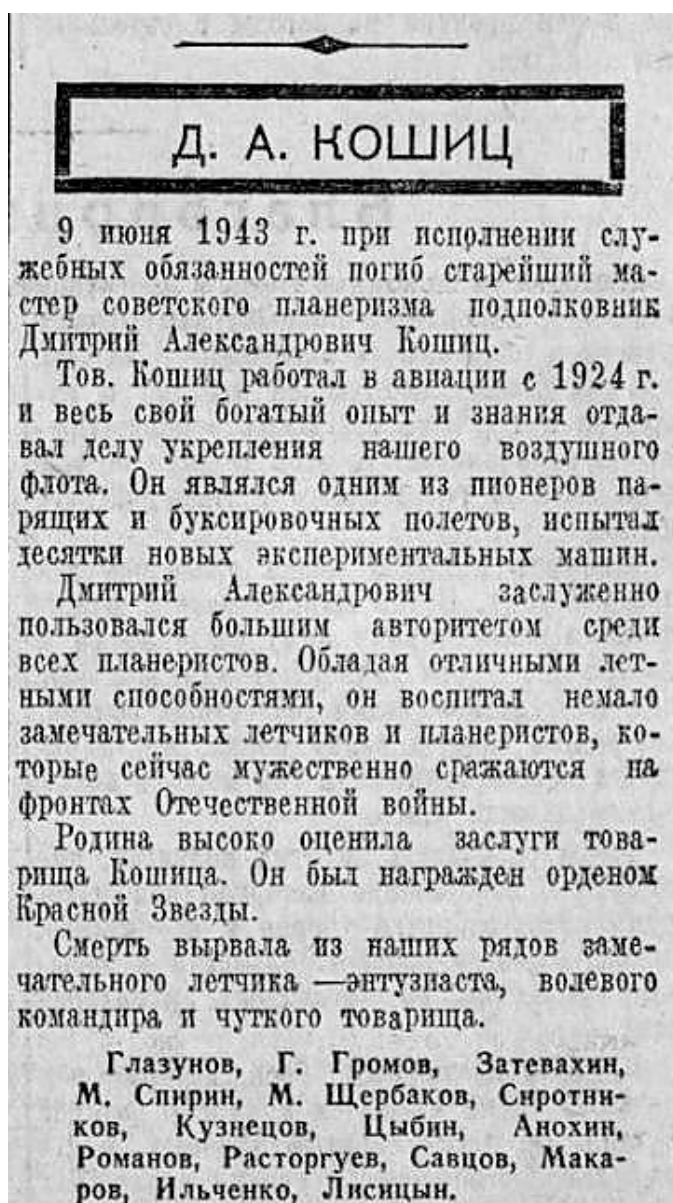 Д. А. КОШИЦ
9 июня 1943 г. при исполнении слу-
жебных обязанностей погиб старейший ма-
стер советского планеризма подполковник
Дмитрий Александрович Кошиц.
Тов. Кошиц работал в авиации с 1924 г.
и весь свой богатый опыт и знания отда-
вал делу укрепления нашего воздушного
флота. Он являлся одним из пионеров па-
рящих и буксировочных полетов, испытал
десятки новых экспериментальных машин.
Дмитрий Александрович заслуженно
пользовался большим авторитетом среди
всех планеристов. Обладая отличными лет-
ными способностями, он воспитал немало
замечательных летчиков и планеристов, ко-
торые сейчас мужественно сражаются на
фронтах Отечественной войны.
Родина высоко оценила заслуги това-
рища Кошица. Он был награжден орденом
Красной Звезды.
Смерть вырвала из наших рядов заме-
чательного летчика —энтузиаста, волевого
командира и чуткого товарища.
Глазунов, Г. Громов, Затевахин,
М. Спирин, М. Щербаков, Сиротни-
ков, Кузнецов, Цыбин, Анохин,
Романов, Расторгуев, Савцов, Мака-
ров, Ильченко, Лисицын.